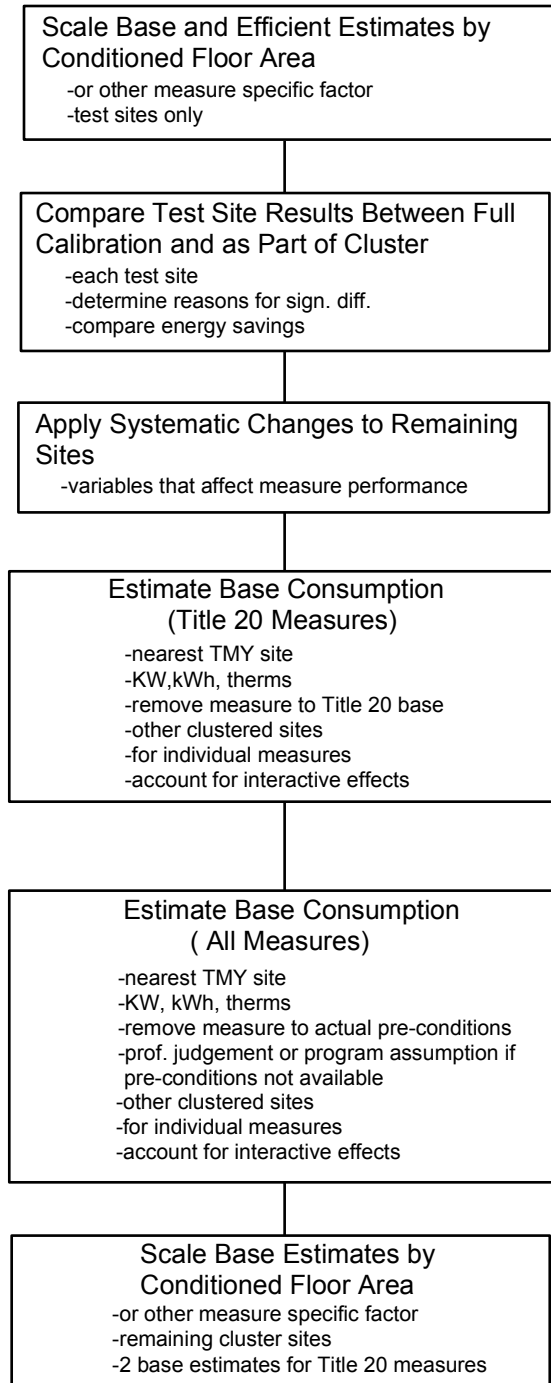 Scale Base and Efficient Estimates by
Conditioned Floor Area
-or other measure specific factor
-test sites only
Compare Test Site Results Between Full
Calibration and as Part of Cluster
-each test site
-determine reasons for sign. diff.
-compare energy savings
Apply Systematic Changes to Remaining
Sites
-variables that affect measure performance
Estimate Base Consumption
(Title 20 Measures)
-nearest TMY site
-KW,kWh, therms
-remove measure to Title 20 base
-other clustered sites
-for individual measures
-account for interactive effects
Estimate Base Consumption
( All Measures)
-nearest TMY site
-KW, kWh, therms
-remove measure to actual pre-conditions
-prof. judgement or program assumption if
pre-conditions not available
-other clustered sites
-for individual measures
-account for interactive effects
Scale Base Estimates by
Conditioned Floor Area
-or other measure specific factor
-remaining cluster sites
-2 base estimates for Title 20 measures